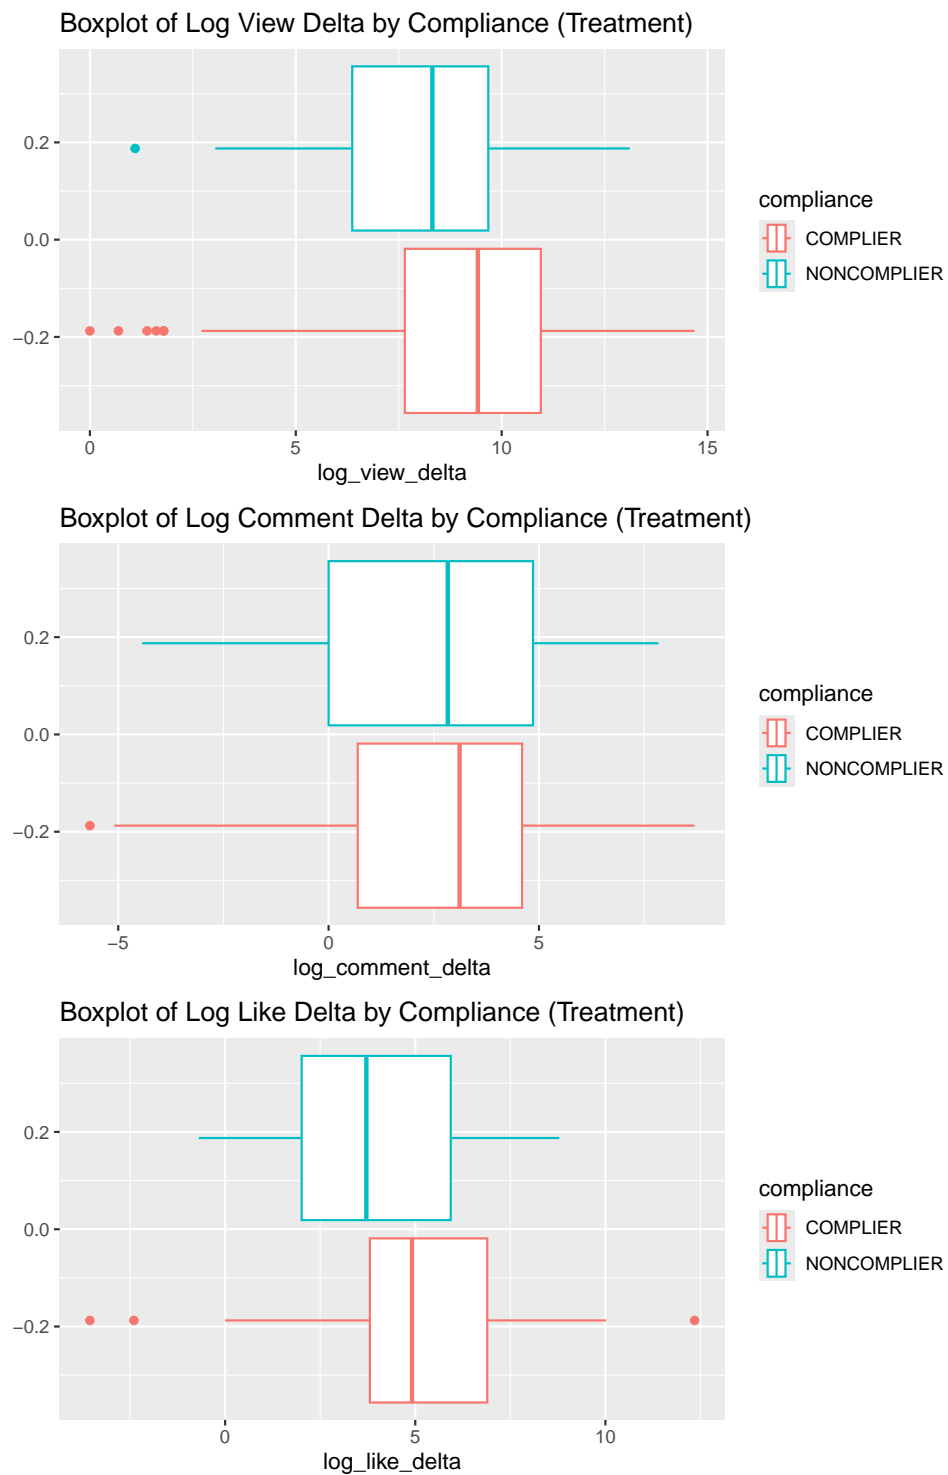 Boxplot of Log View Delta by Compliance (Treatment)
0.2
0.0
−0.2
0 5 10 15
log_view_delta
compliance
COMPLIER
NONCOMPLIER
Boxplot of Log Comment Delta by Compliance (Treatment)
0.2
0.0
−0.2
−5 0 5
log_comment_delta
compliance
COMPLIER
NONCOMPLIER
Boxplot of Log Like Delta by Compliance (Treatment)
0.2
0.0
−0.2
0 5 10
log_like_delta
compliance
COMPLIER
NONCOMPLIER